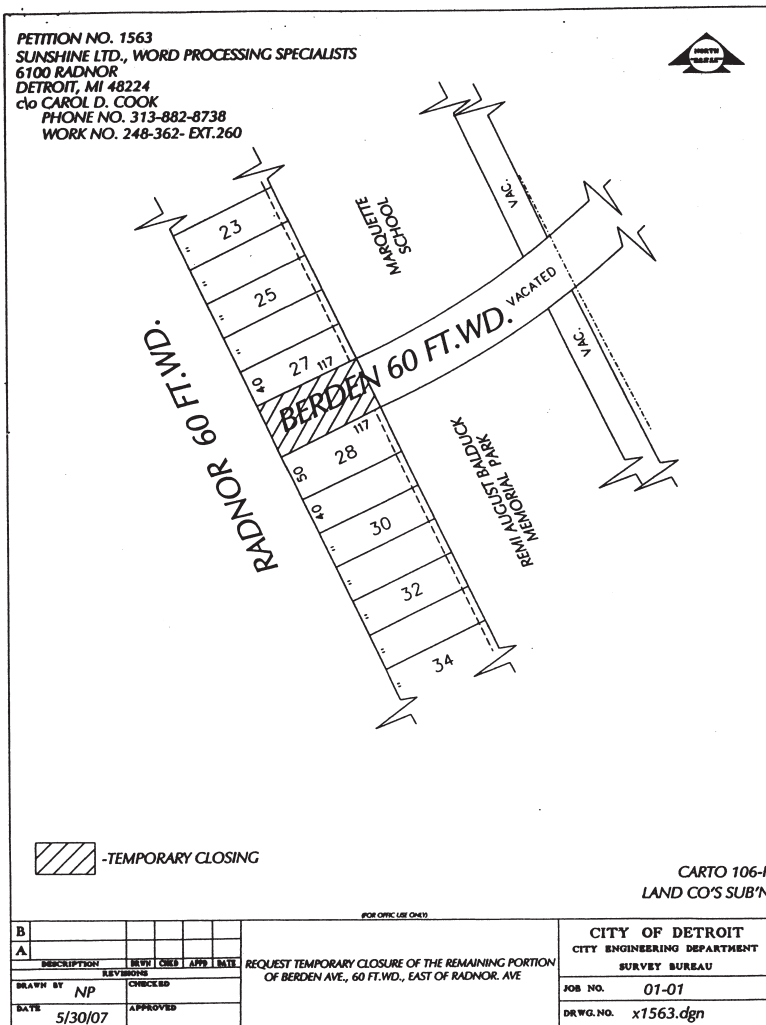 PETITION NO. 1563
SUNSHINE LTD., WORD PROCESSING SPECIALISTS
6100 RADNOR
DETROIT, MI 48224
c\o CAROL D. COOK
PHONE NO. 313-882-8738
WORK NO. 248-362- EXT.260
NORTH
VAC.
MARQUETTE
SCHOOL
23
"
25
"
27
117
40
VACATED
BERDEN 60 FT.WD.
VAC.
RADNOR 60 FT.WD.
117
28
50
40
REMI AUGUST BALDUCK
MEMORIAL PARK
30
"
"
32
"
"
34
"
-TEMPORARY CLOSING
CARTO 106-
LAND CO'S SUB'N
(FOR OFFIC USE ONLY)
B
A
DESCRIPTION
DRWN
CHKD
APPD
DATE
REVISIONS
DRAWN BY NP
CHECKED
DATE 5/30/07
APPROVED
REQUEST TEMPORARY CLOSURE OF THE REMAINING PORTION
OF BERDEN AVE., 60 FT.WD., EAST OF RADNOR. AVE
CITY OF DETROIT
CITY ENGINEERING DEPARTMENT
SURVEY BUREAU
JOB NO. 01-01
DRWG.NO. x1563.dgn